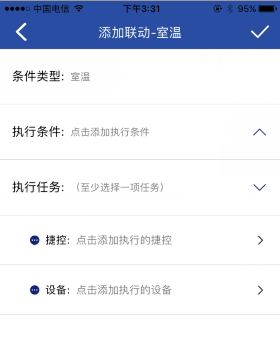 中国电信 下午3:31 95%
添加联动-室温
条件类型: 室温
执行条件: 点击添加执行条件
执行任务: （至少选择一项任务）
捷控: 点击添加执行的捷控
设备: 点击添加执行的设备